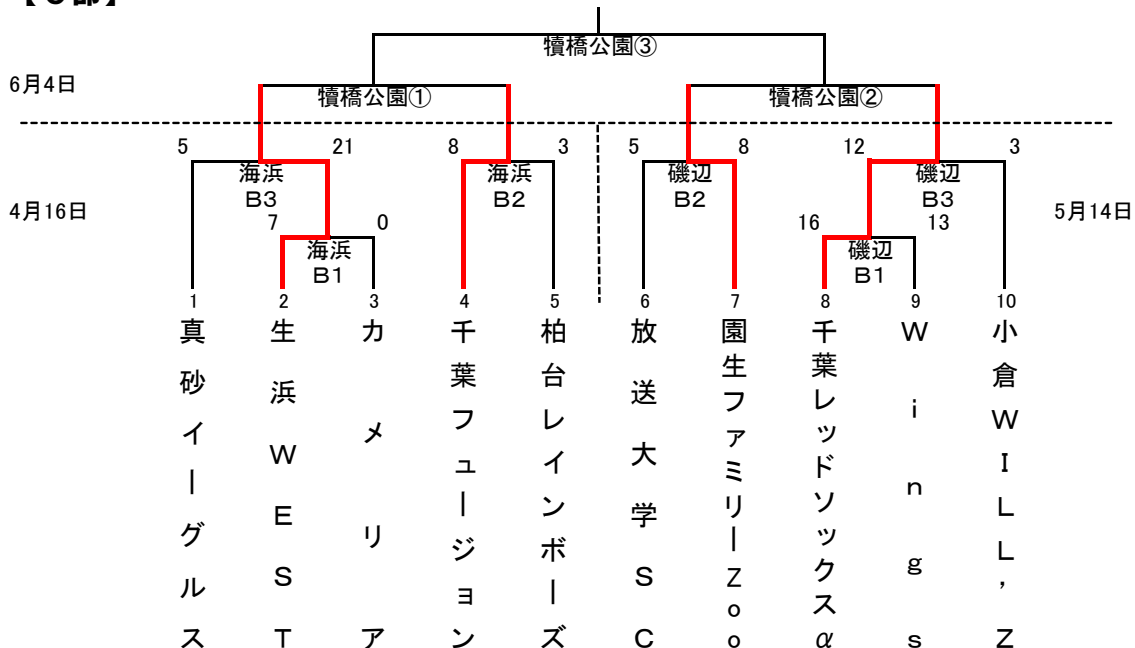 犢橋公園③
6月4日
犢橋公園① 犢橋公園②
5 21 8 3 5 8 12 3
海浜 B3
海浜 B2
磯辺 B2
磯辺 B3
4月16日
5月14日
7 0 16 13
海浜 B1
磯辺 B1
1 2 3 4 5 6 7 8 9 10
真砂イーグルス
生浜WEST
カメリア
千葉フュージョン
柏台レインボーズ
放送大学SC
園生ファミリーZoo
千葉レッドソックスα
Wings
小倉WILL’Z